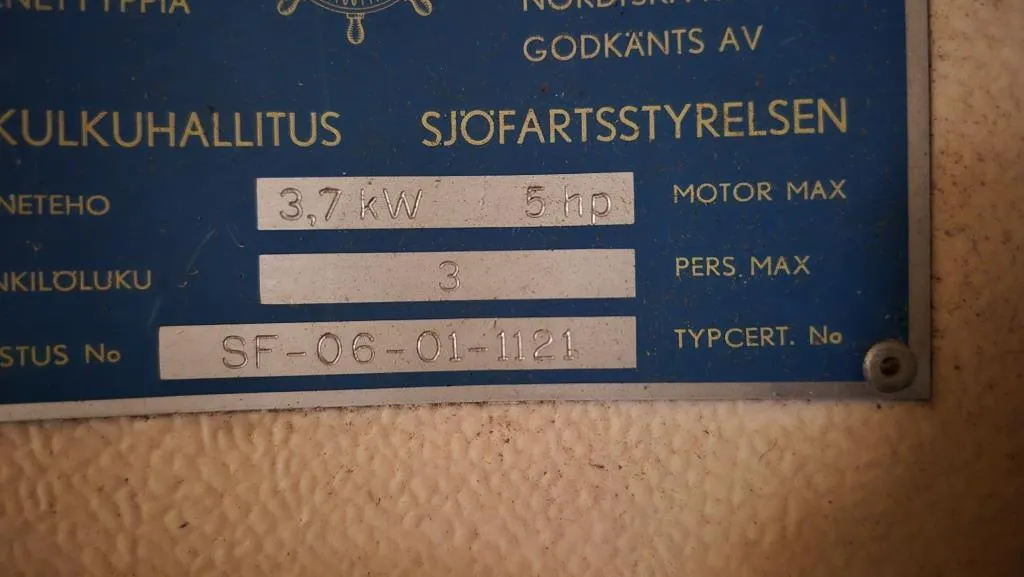 GODKÄNTS AV
KULKUHALLITUS SJÖFARTSSTYRELSEN
NETEHO 3,7 kW 5 hp MOTOR MAX
NKILÖLUKU 3 PERS. MAX
STUS No SF-06-01-1121 TYPCERT. No